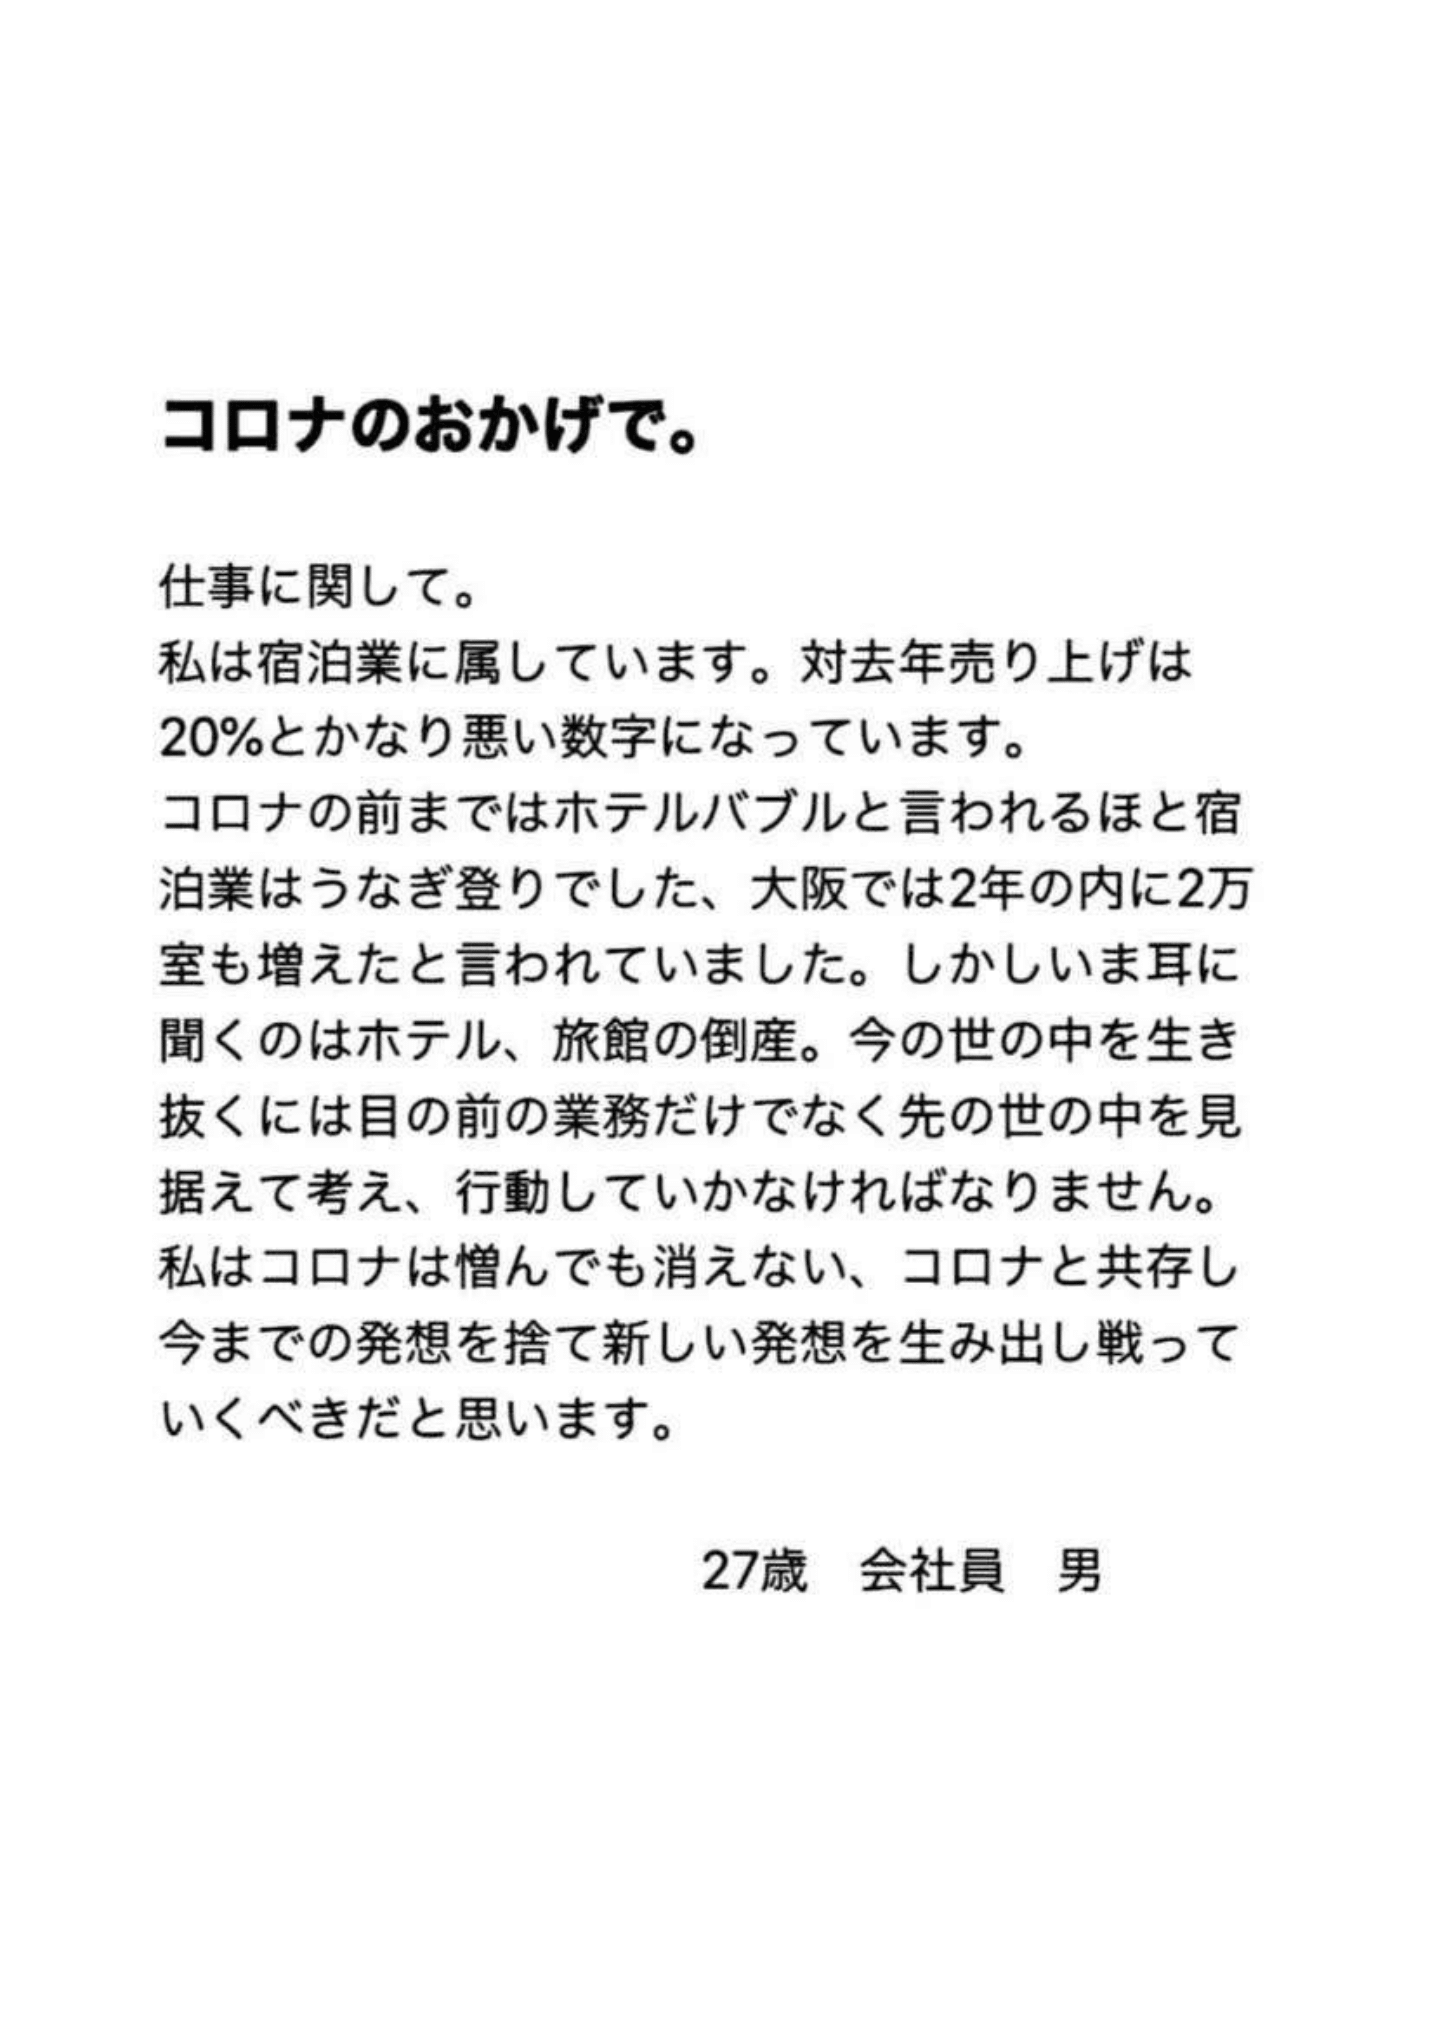 コロナのおかげで。
仕事に関して。
私は宿泊業に属しています。対去年売り上げは
20%とかなり悪い数字になっています。
コロナの前まではホテルバブルと言われるほと宿
泊業はうなぎ登りでした、大阪では2年の内に2万
室も増えたと言われていました。しかしいま耳に
聞くのはホテル、旅館の倒産。今の世の中を生き
抜くには目の前の業務だけでなく先の世の中を見
据えて考え、行動していかなければなりません。
私はコロナは憎んでも消えない、コロナと共存し
今までの発想を捨て新しい発想を生み出し戦って
いくべきだと思います。
27歳　会社員　男